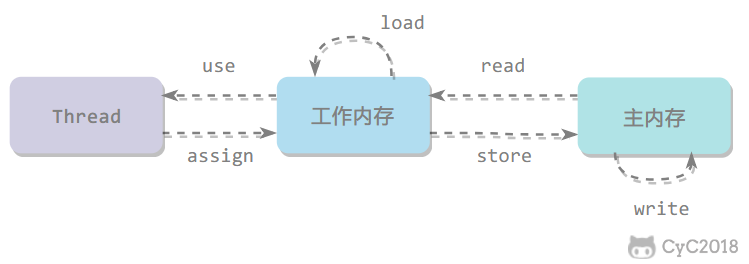 load
use
read
Thread
工作内存
主内存
assign
store
write
CyC2018